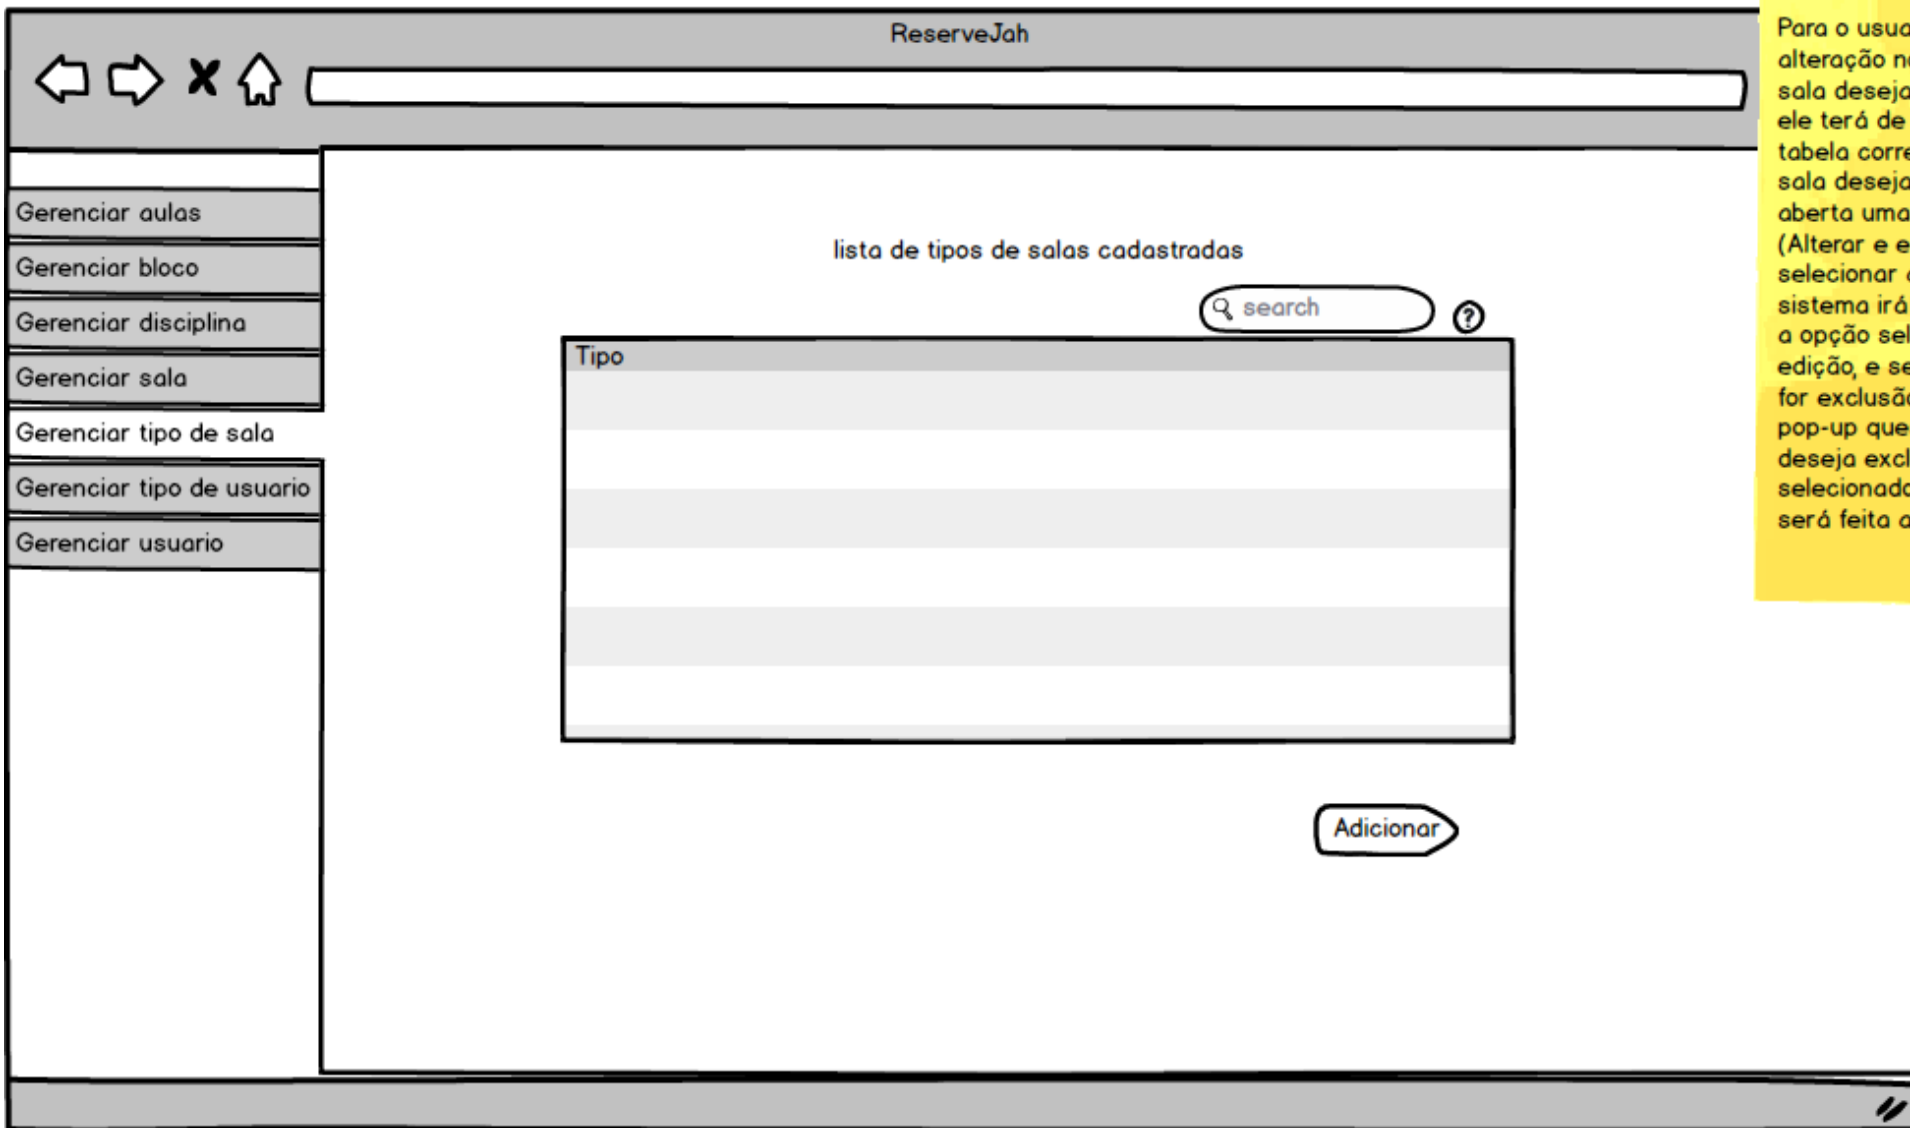 ReserveJah
Gerenciar aulas
Gerenciar bloco
Gerenciar disciplina
Gerenciar sala
Gerenciar tipo de sala
Gerenciar tipo de usuario
Gerenciar usuario
lista de tipos de salas cadastradas
search
?
Tipo
Adicionar
Para o usua
alteração n
sala deseja
ele terá de
tabela corre
sala deseja
aberta uma
(Alterar e e
selecionar
sistema irá
a opção sel
edição, e se
for exclusão
pop-up que
deseja excl
selecionado
será feita a